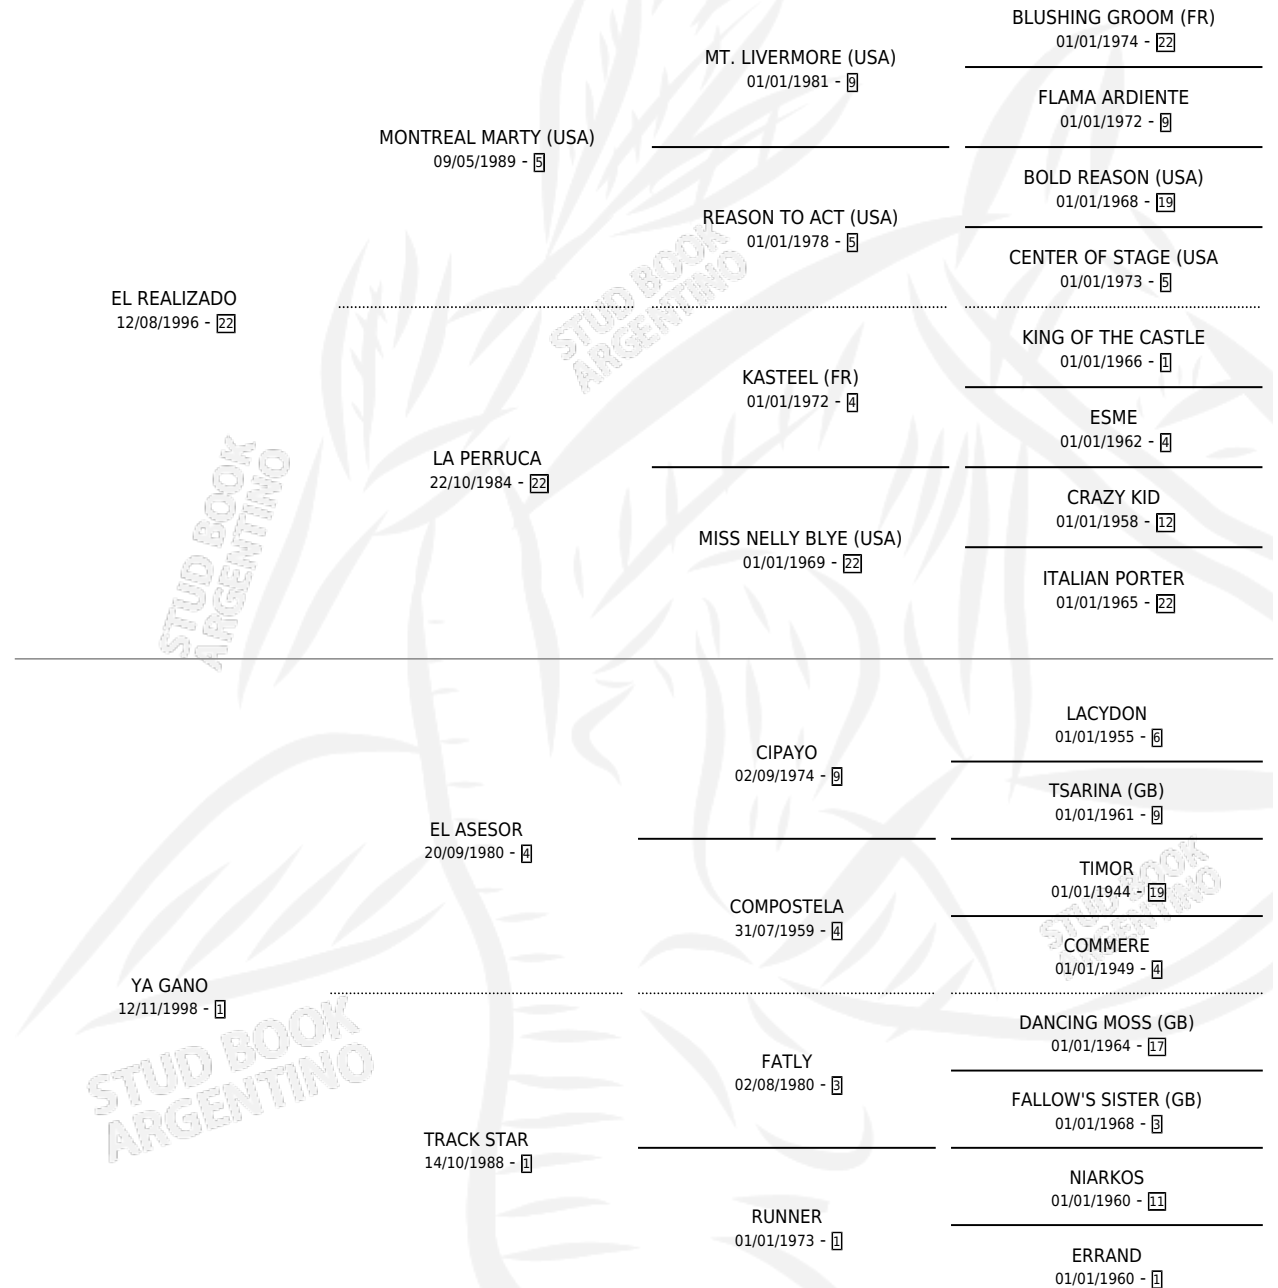 BLUSHING GROOM (FR)
01/01/1974 - 22
MT. LIVERMORE (USA)
01/01/1981 - 9
FLAMA ARDIENTE
01/01/1972 - 9
MONTREAL MARTY (USA)
09/05/1989 - 5
BOLD REASON (USA)
01/01/1968 - 19
REASON TO ACT (USA)
01/01/1978 - 5
CENTER OF STAGE (USA
01/01/1973 - 5
EL REALIZADO
12/08/1996 - 22
KING OF THE CASTLE
01/01/1966 - 1
KASTEEL (FR)
01/01/1972 - 4
ESME
01/01/1962 - 4
LA PERRUCA
22/10/1984 - 22
CRAZY KID
01/01/1958 - 12
MISS NELLY BLYE (USA)
01/01/1969 - 22
ITALIAN PORTER
01/01/1965 - 22
STUD BOOK
ARGENTINO
STUD BOOK
ARGENTINO
LACYDON
01/01/1955 - 6
CIPAYO
02/09/1974 - 9
TSARINA (GB)
01/01/1961 - 9
EL ASESOR
20/09/1980 - 4
TIMOR
01/01/1944 - 19
COMPOSTELA
31/07/1959 - 4
COMMERE
01/01/1949 - 4
STUD BOOK
ARGENTINO
YA GANO
12/11/1998 - 1
DANCING MOSS (GB)
01/01/1964 - 17
FATLY
02/08/1980 - 3
FALLOW'S SISTER (GB)
01/01/1968 - 3
STUD BOOK
ARGENTINO
TRACK STAR
14/10/1988 - 1
NIARKOS
01/01/1960 - 11
RUNNER
01/01/1973 - 1
ERRAND
01/01/1960 - 1